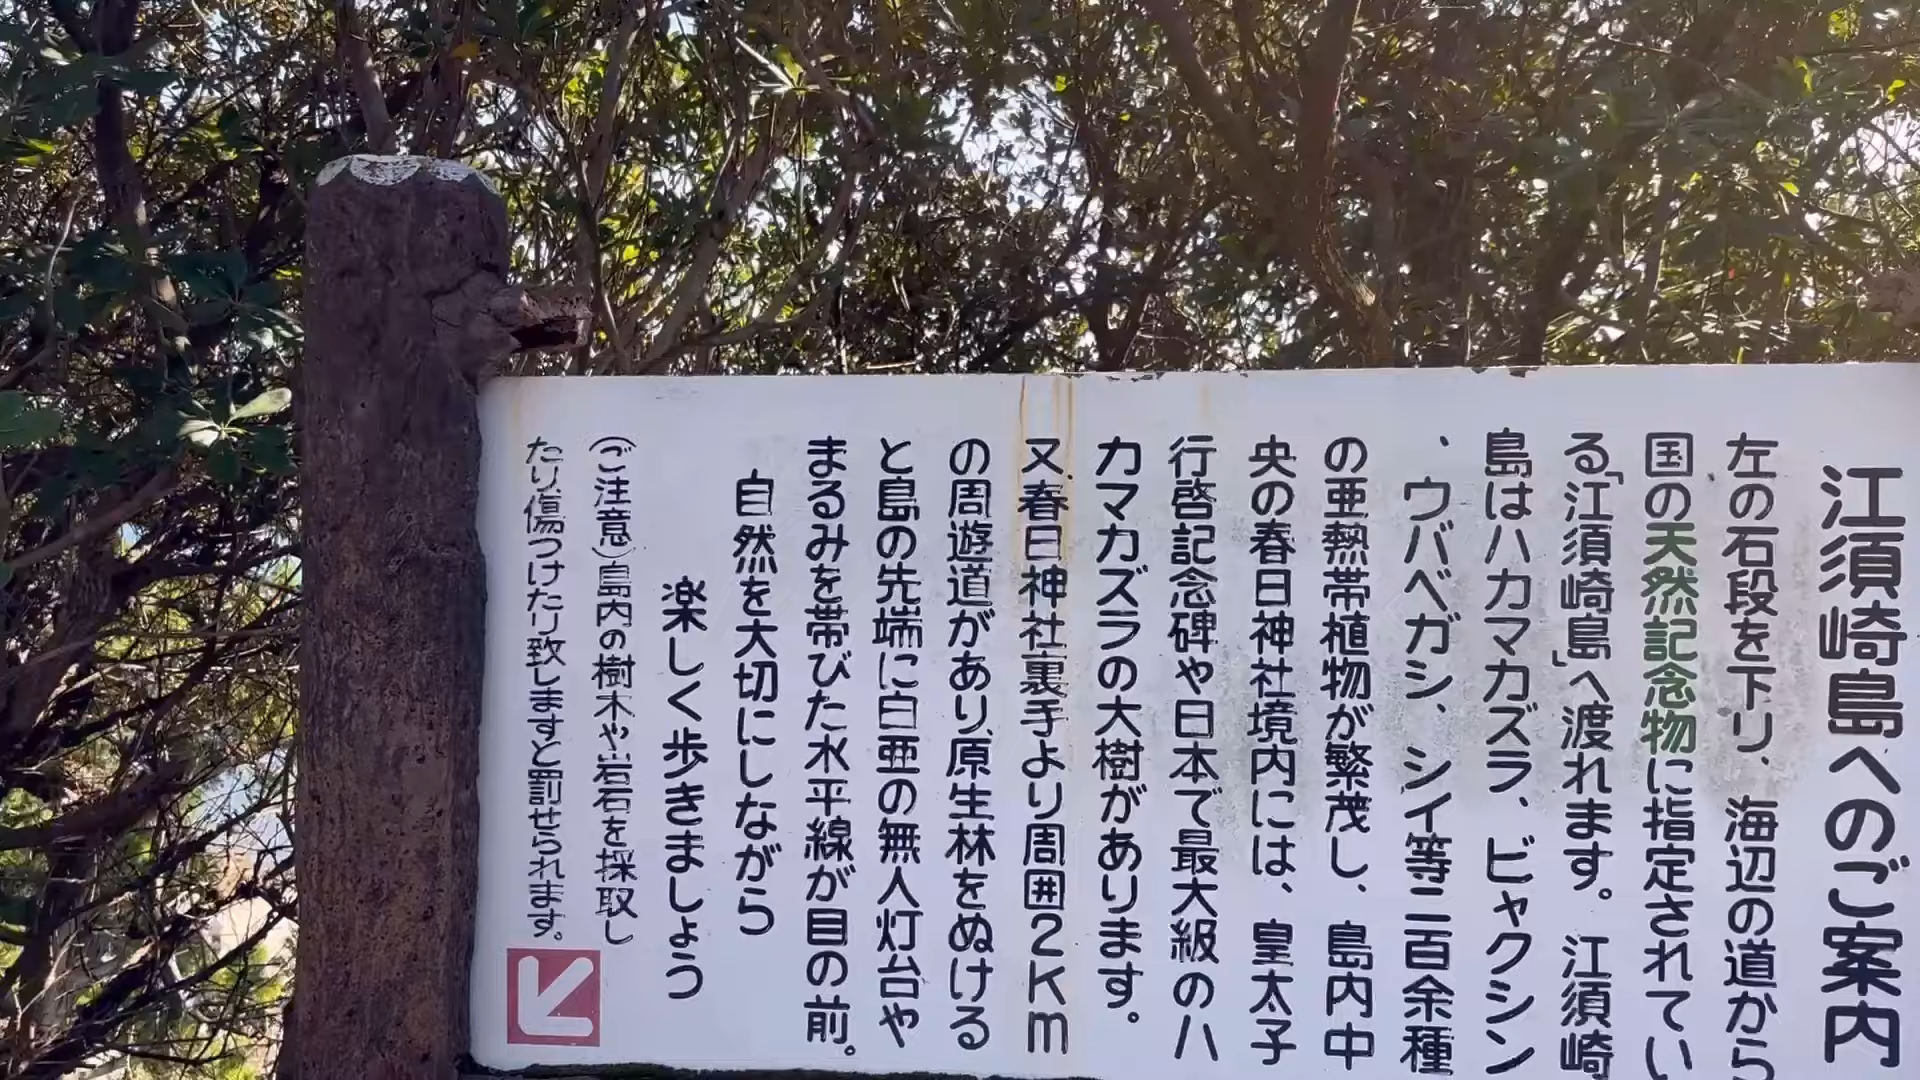 江須崎島へのご案内
左の石段を下り、海辺の道から
国の天然記念物に指定されてい
る「江須崎島」へ渡れます。江須崎
島はハカマカズラ、ビャクシン
、ウバベガシ、シイ等二百余種
の亜熱帯植物が繁茂し、島内中
央の春日神社境内には、皇太子
行啓記念碑や日本で最大級のハ
カマカズラの大樹があります。
又、春日神社裏手より周囲2Km
の周遊道があり、原生林をぬける
と島の先端に白亜の無人灯台や
まるみを帯びた水平線が目の前。
自然を大切にしながら
楽しく歩きましょう
(ご注意)島内の樹木や岩石を採取し
たり、傷つけたり致しますと罰せられます。